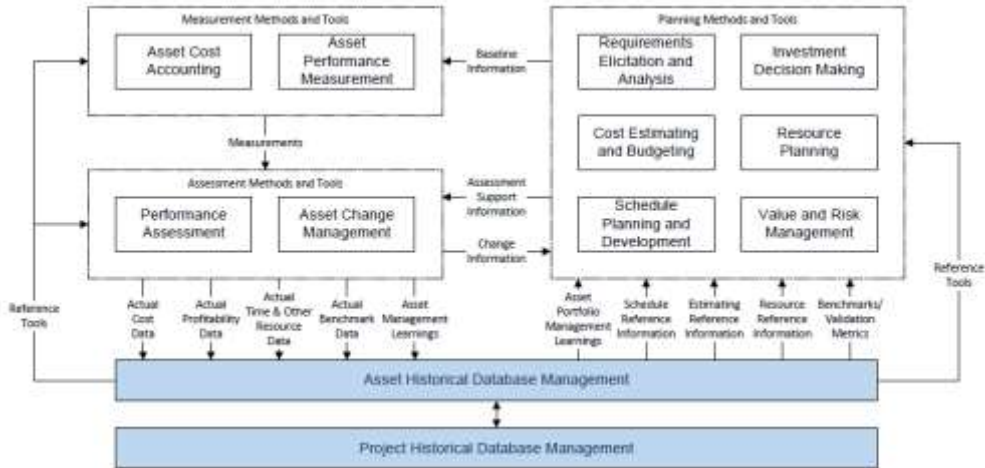 Measurement Methods and Tools
Asset Cost
Accounting
Asset
Performance
Measurement
Baseline
Information
Planning Methods and Tools
Requirements
Elicitation and
Analysis
Investment
Decision Making
Cost Estimating
and Budgeting
Resource
Planning
Schedule
Planning and
Development
Value and Risk
Management
Measurements
Assessment Methods and Tools
Performance
Assessment
Asset Change
Management
Assessment
Support
Information
Change
Information
Reference
Tools
Actual
Cost
Data
Actual
Profitability
Data
Actual
Time & Other
Resource
Data
Actual
Benchmark
Data
Asset
Management
Learnings
Asset
Portfolio
Management
Learnings
Schedule
Reference
Information
Estimating
Reference
Information
Resource
Reference
Information
Benchmarks/
Validation
Metrics
Reference
Tools
Asset Historical Database Management
Project Historical Database Management